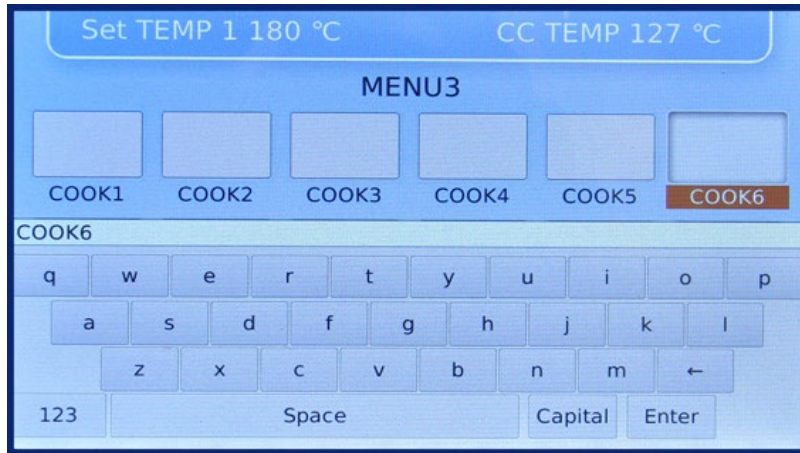 Set TEMP 1 180 °C CC TEMP 127 °C
MENU3
COOK1 COOK2 COOK3 COOK4 COOK5 COOK6
COOK6
q w e r t y u i o p
a s d f g h j k l
z x c v b n m ←
123 Space Capital Enter